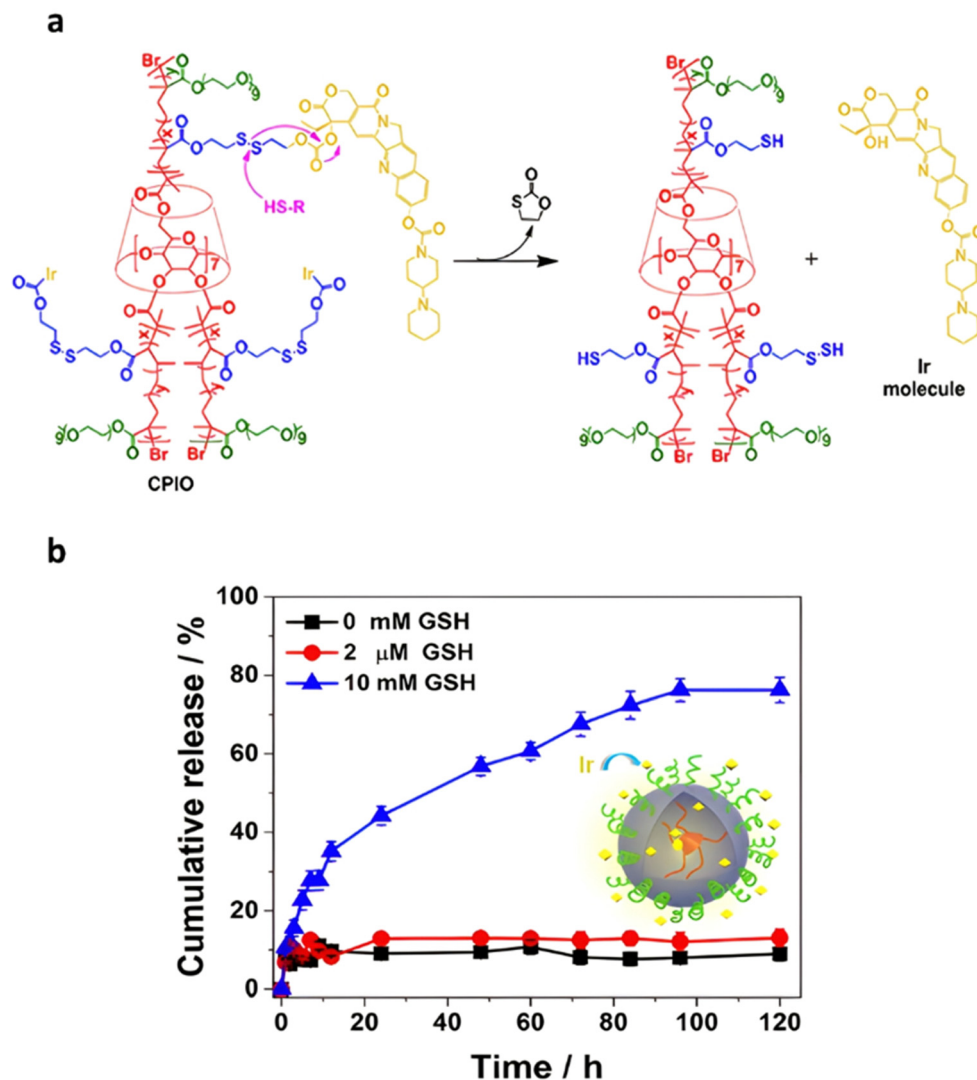 a
Br
y
O
O
O
9
x
O
O
S
S
O
O
O
O
O
O
O
N
N
O
O
N
N
HS-R
O
S
O
O
O
O
O
O
7
O
O
Ir
O
O
S
S
O
O
Ir
O
O
S
S
O
O
O
O
x
x
y
y
9
O
O
O
Br
Br
O
O
O
9
CPIO
Br
y
O
O
O
9
x
O
O
SH
O
O
O
O
O
7
O
O
+
O
O
O
OH
N
N
O
O
N
N
Ir
molecule
O
O
x
x
HS
O
O
O
O
S-SH
y
y
9
O
O
O
Br
Br
O
O
O
9
b
Cumulative release / %
100
80
60
40
20
0
0 mM GSH
2 μM GSH
10 mM GSH
Ir
0
20
40
60
80
100
120
Time / h